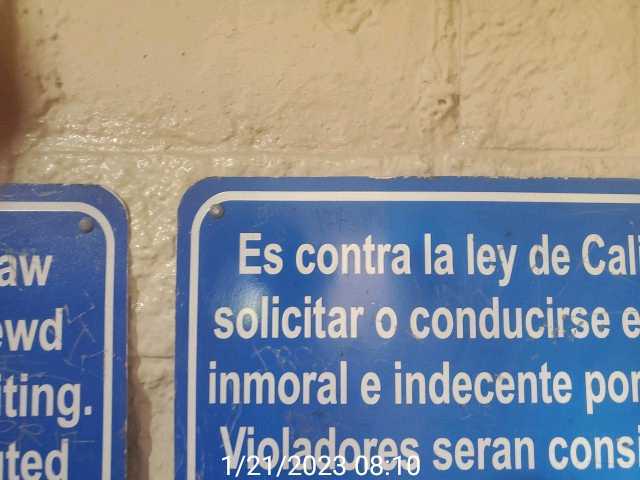 aw
ewd
iting.
uted
Es contra la ley de Cali
solicitar o conducirse e
inmoral e indecente por
Violadores seran consi
1/21/2023 08:10